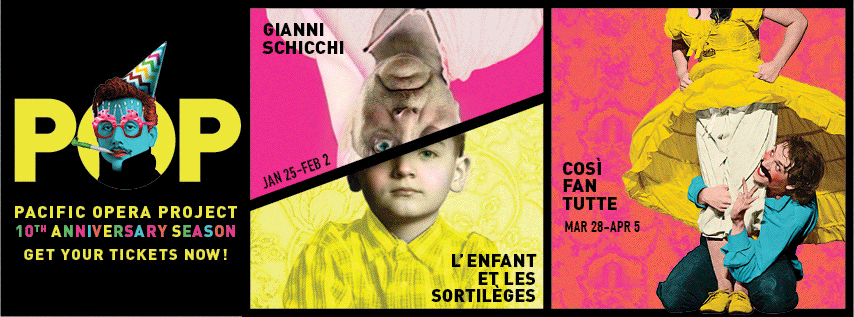 POP
PACIFIC OPERA PROJECT
10TH ANNIVERSARY SEASON
GET YOUR TICKETS NOW!
GIANNI
SCHICCHI
JAN 25-FEB 2
L'ENFANT
ET LES
SORTILÈGES
COSÌ
FAN
TUTTE
MAR 28-APR 5